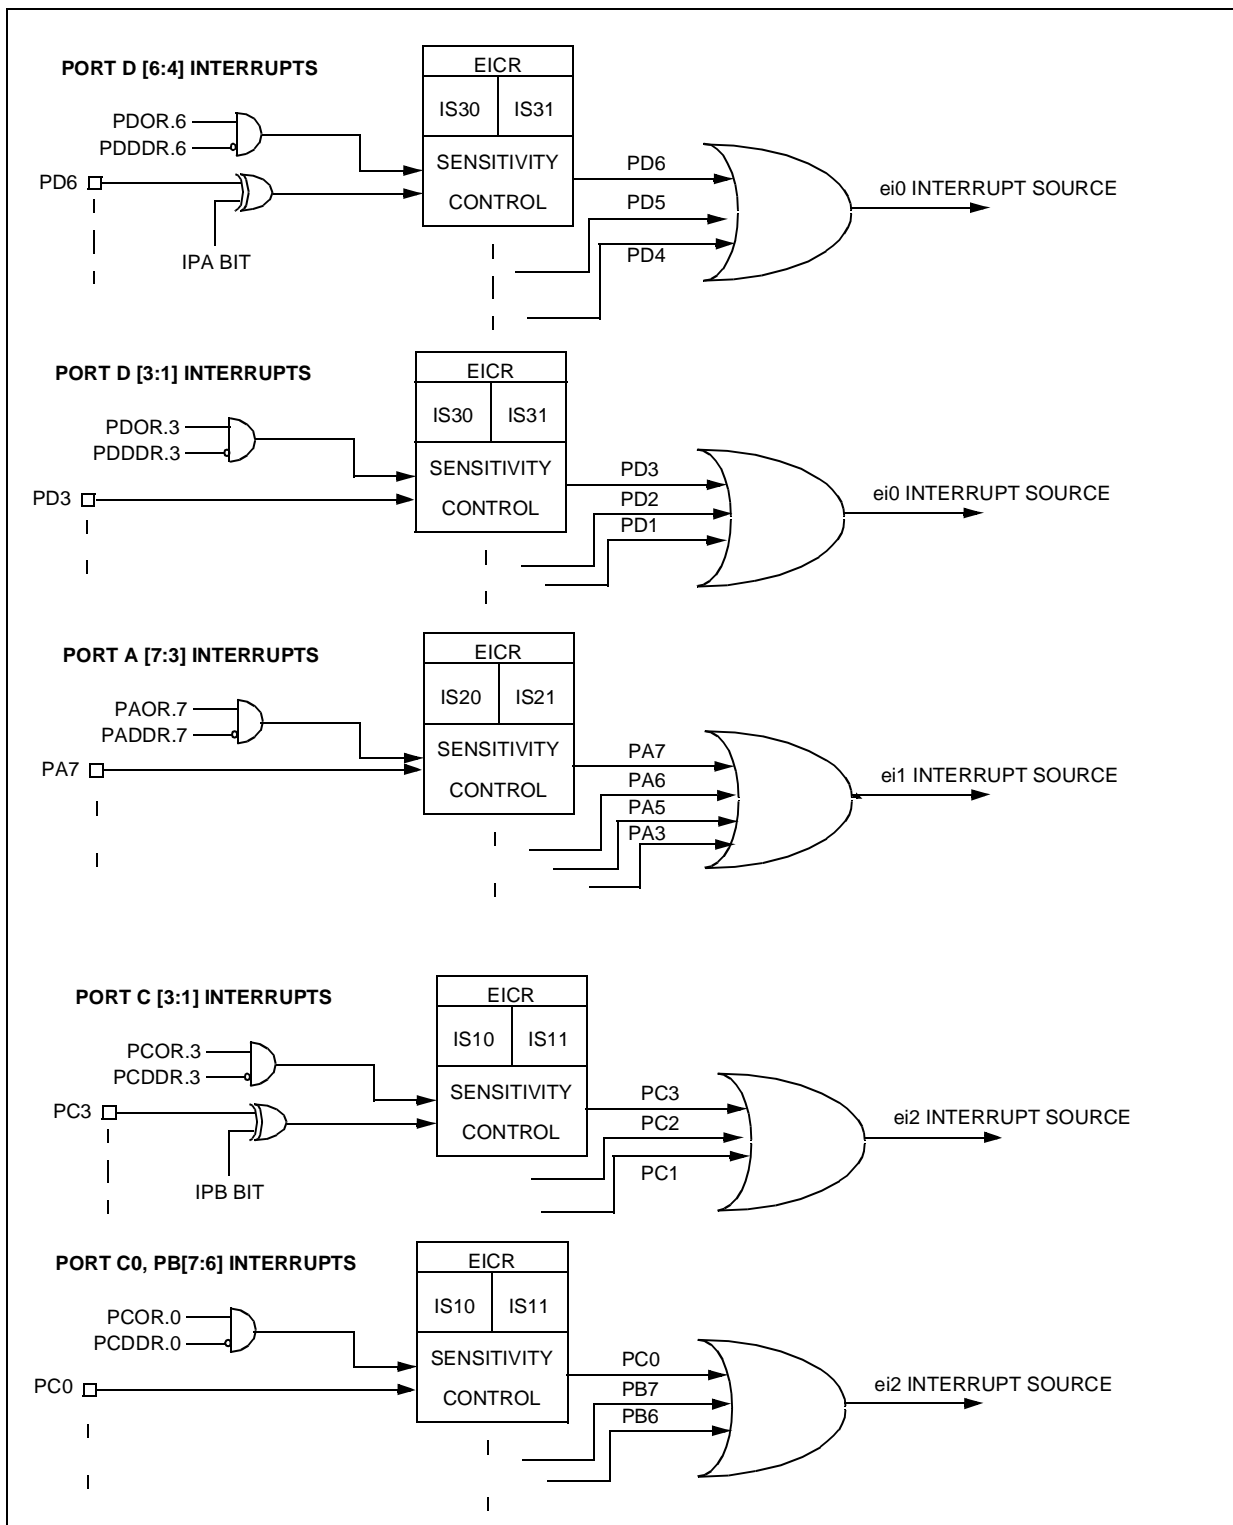 PORT D [6:4] INTERRUPTS
EICR
IS30 IS31
PDOR.6
PDDDR.6
SENSITIVITY
CONTROL
PD6
IPA BIT
PD6
PD5
PD4
ei0 INTERRUPT SOURCE
PORT D [3:1] INTERRUPTS
EICR
IS30 IS31
PDOR.3
PDDDR.3
SENSITIVITY
CONTROL
PD3
PD3
PD2
PD1
ei0 INTERRUPT SOURCE
PORT A [7:3] INTERRUPTS
EICR
IS20 IS21
PAOR.7
PADDR.7
SENSITIVITY
CONTROL
PA7
PA7
PA6
PA5
PA3
ei1 INTERRUPT SOURCE
PORT C [3:1] INTERRUPTS
EICR
IS10 IS11
PCOR.3
PCDDR.3
SENSITIVITY
CONTROL
PC3
IPB BIT
PC3
PC2
PC1
ei2 INTERRUPT SOURCE
PORT C0, PB[7:6] INTERRUPTS
EICR
IS10 IS11
PCOR.0
PCDDR.0
SENSITIVITY
CONTROL
PC0
PC0
PB7
PB6
ei2 INTERRUPT SOURCE